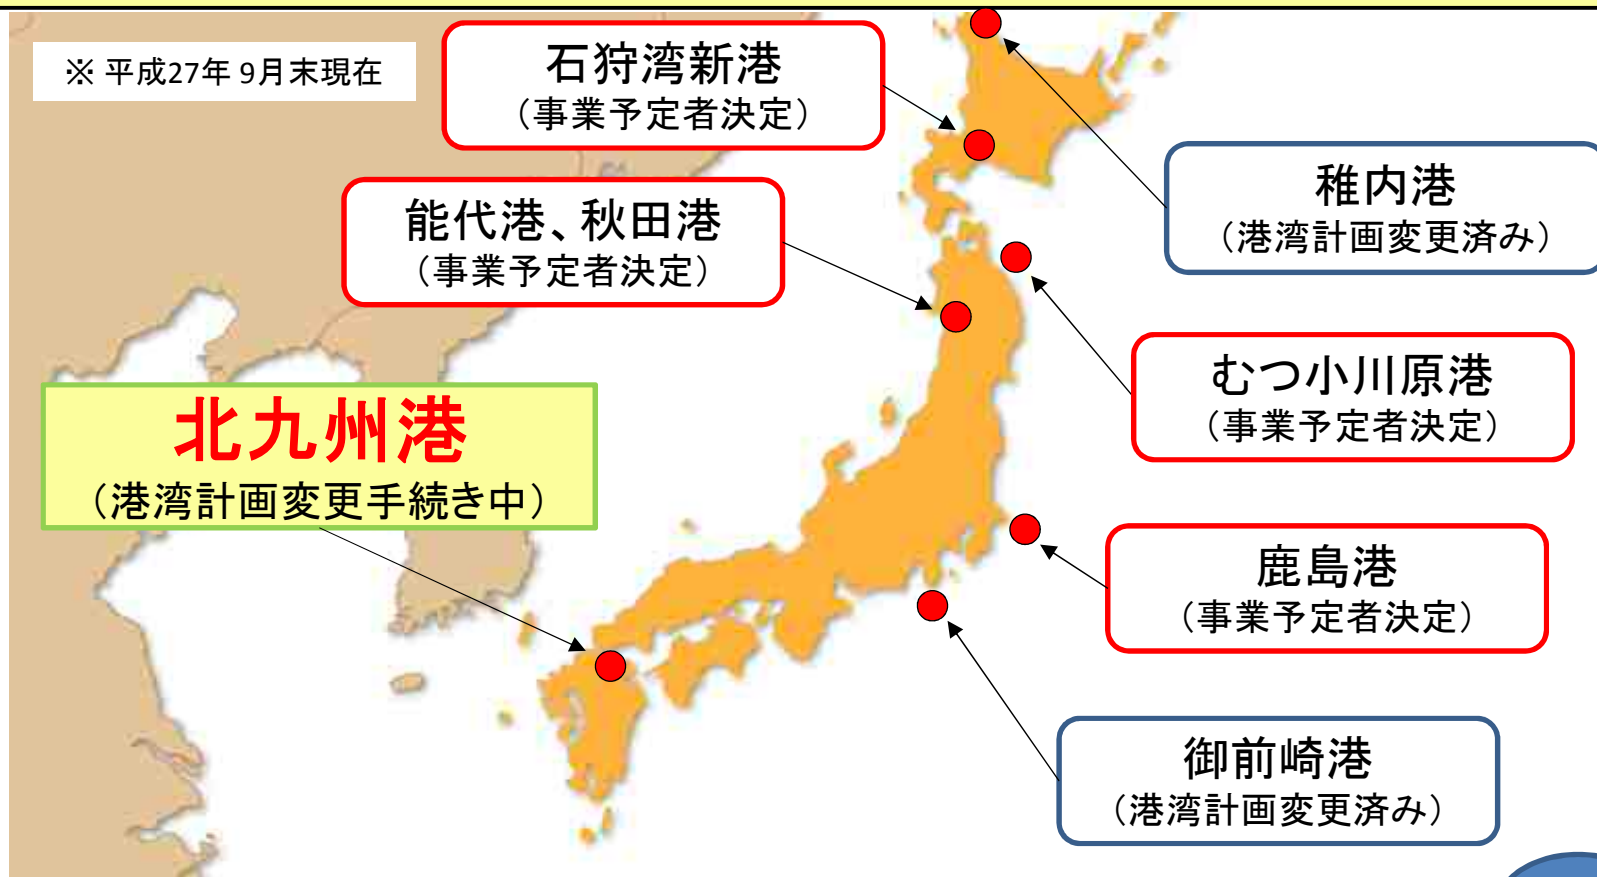 ※ 平成27年 9月末現在
石狩湾新港
（事業予定者決定）
稚内港
（港湾計画変更済み）
能代港、秋田港
（事業予定者決定）
むつ小川原港
（事業予定者決定）
北九州港
（港湾計画変更手続き中）
鹿島港
（事業予定者決定）
御前崎港
（港湾計画変更済み）